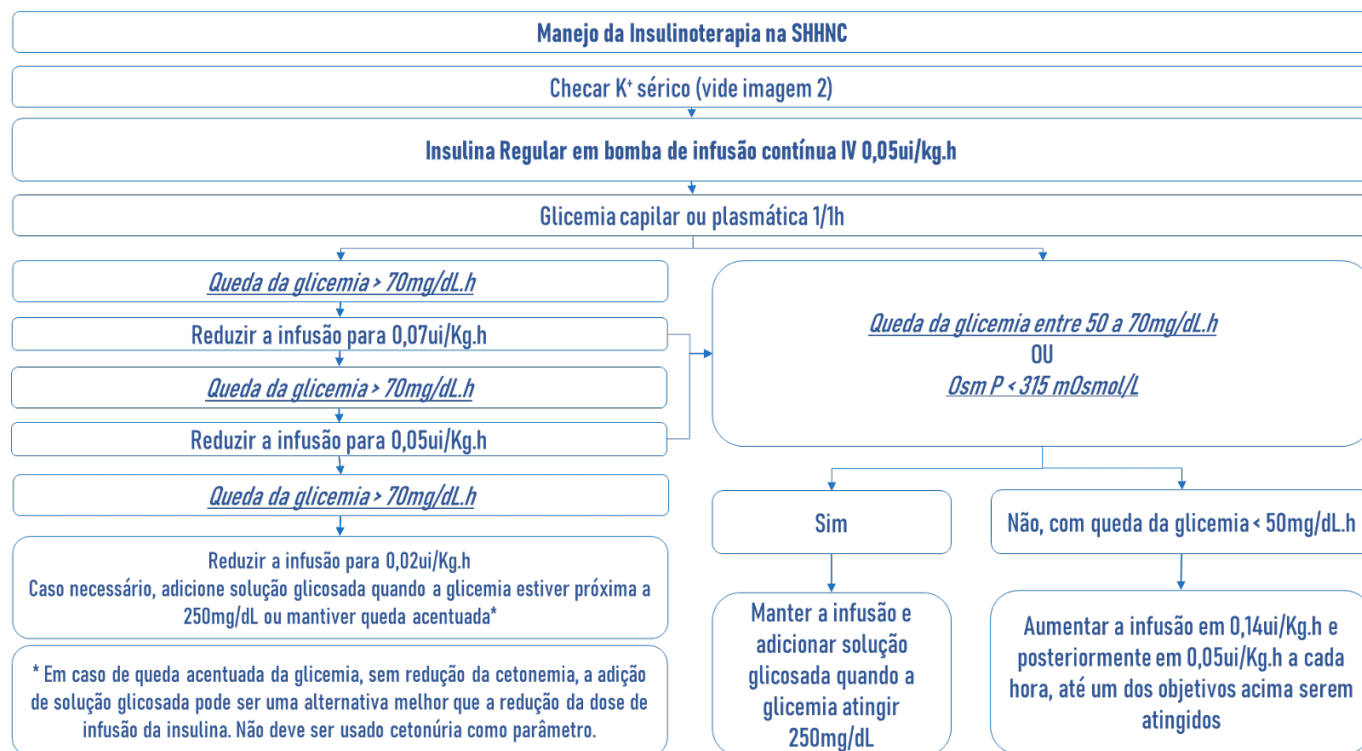 Manejo da Insulinoterapia na SHHNC
Checar K⁺ sérico (vide imagem 2)
Insulina Regular em bomba de infusão contínua IV 0,05ui/kg.h
Glicemia capilar ou plasmática 1/1h
Queda da glicemia > 70mg/dL.h
Reduzir a infusão para 0,07ui/Kg.h
Queda da glicemia > 70mg/dL.h
Reduzir a infusão para 0,05ui/Kg.h
Queda da glicemia > 70mg/dL.h
Reduzir a infusão para 0,02ui/Kg.h
Caso necessário, adicione solução glicosada quando a glicemia estiver próxima a
250mg/dL ou mantiver queda acentuada*
* Em caso de queda acentuada da glicemia, sem redução da cetonemia, a adição
de solução glicosada pode ser uma alternativa melhor que a redução da dose de
infusão da insulina. Não deve ser usado cetonúria como parâmetro.
Queda da glicemia entre 50 a 70mg/dL.h
OU
Osm P < 315 mOsmol/L
Sim
Manter a infusão e
adicionar solução
glicosada quando a
glicemia atingir
250mg/dL
Não, com queda da glicemia < 50mg/dL.h
Aumentar a infusão em 0,14ui/Kg.h e
posteriormente em 0,05ui/Kg.h a cada
hora, até um dos objetivos acima serem
atingidos